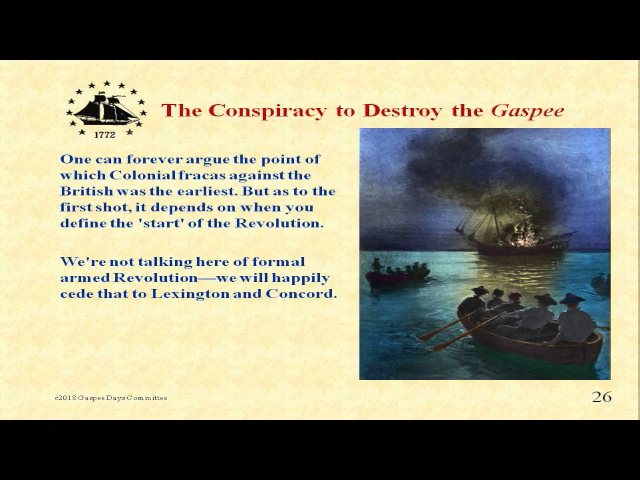 The Conspiracy to Destroy the Gaspee
1772
One can forever argue the point of
which Colonial fracas against the
British was the earliest. But as to the
first shot, it depends on when you
define the 'start' of the Revolution.
We're not talking here of formal
armed Revolution—we will happily
cede that to Lexington and Concord.
c2018 Gaspee Days Committee
26